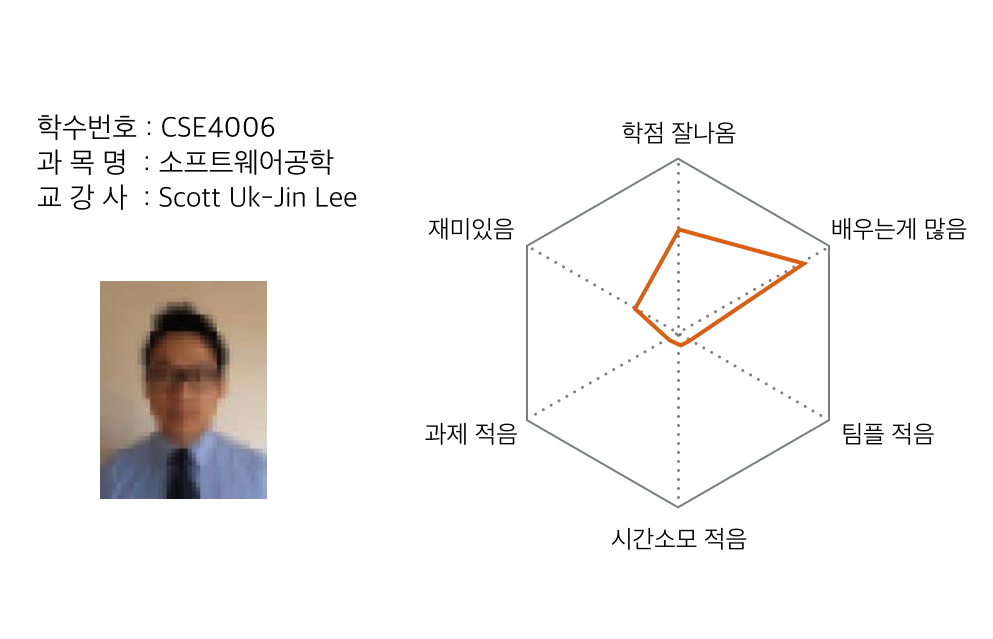 학수번호 : CSE4006
과 목 명 : 소프트웨어공학
교 강 사 : Scott Uk-Jin Lee
학점 잘나옴
재미있음
배우는게 많음
과제 적음
팀플 적음
시간소모 적음